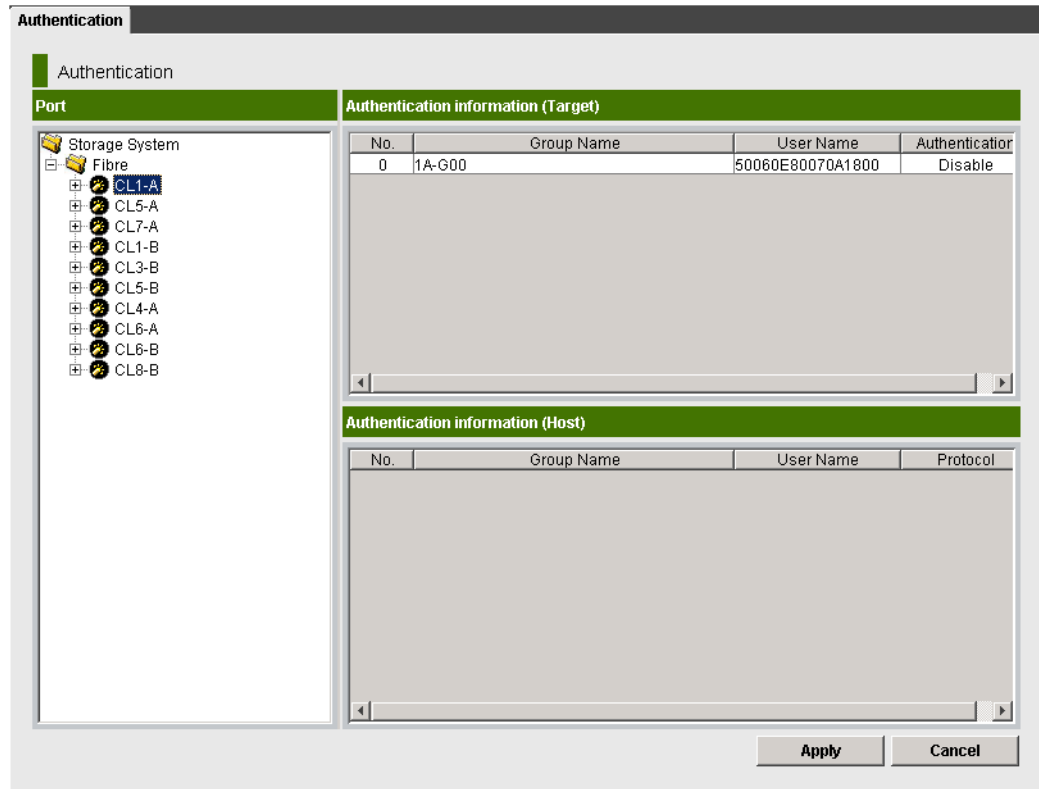 Authentication
Authentication
Port
Storage System
Fibre
CL1-A
CL5-A
CL7-A
CL1-B
CL3-B
CL5-B
CL4-A
CL6-A
CL6-B
CL8-B
Authentication information (Target)
No. Group Name User Name Authentication
0 1A-G00 50060E80070A1800 Disable
Authentication information (Host)
No. Group Name User Name Protocol
Apply Cancel